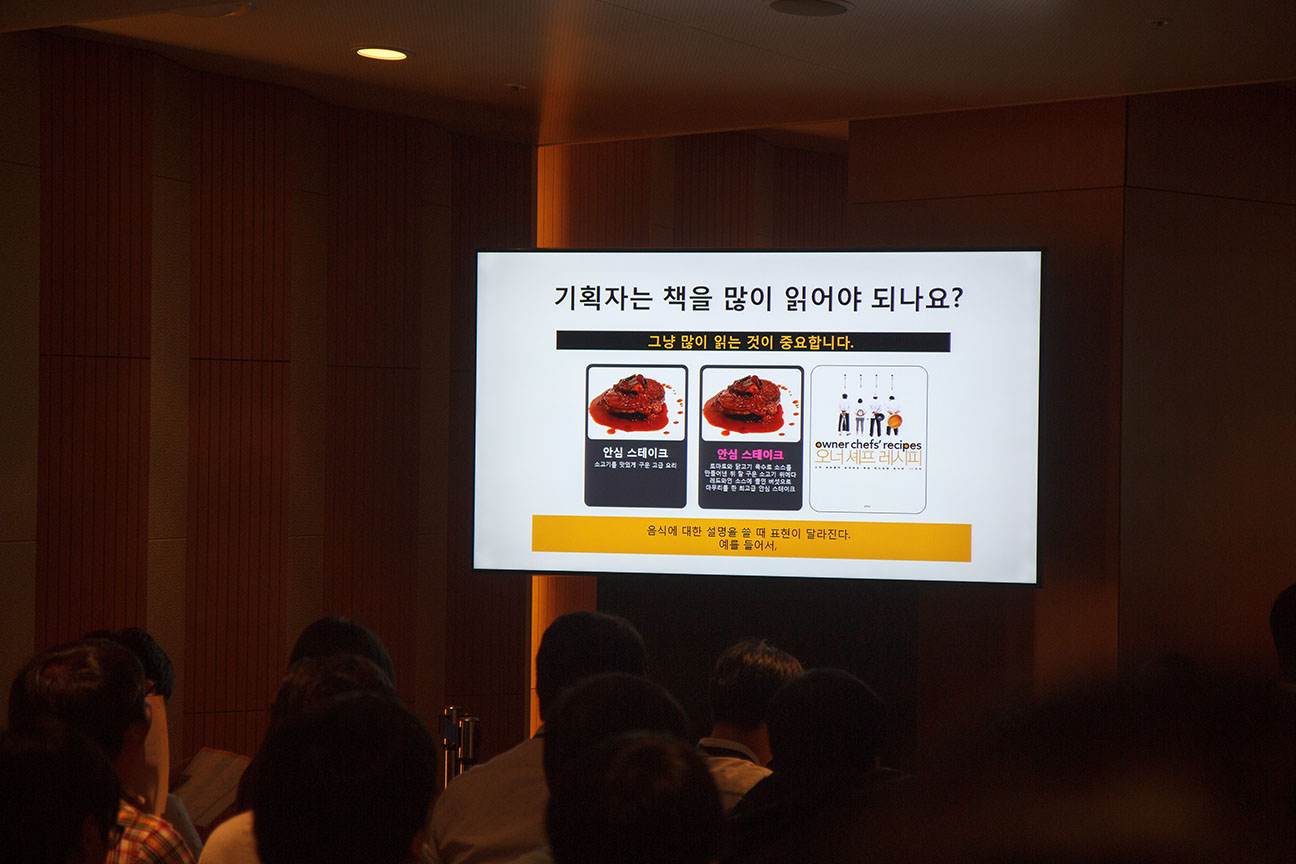 기획자는 책을 많이 읽어야 되나요?
그냥 많이 읽는 것이 중요합니다.
안심 스테이크
소고기를 맛있게 구운 고급 요리
안심 스테이크
토마토와 닭고기 육수로 소스를
만들어낸 뒤 잘 구운 소고기 위에다
레드와인 소스에 졸인 버섯으로
마무리를 한 최고급 안심 스테이크
owner chefs' recipes
오너 셰프 레시피
음식에 대한 설명을 쓸 때 표현이 달라진다.
예를 들어서,